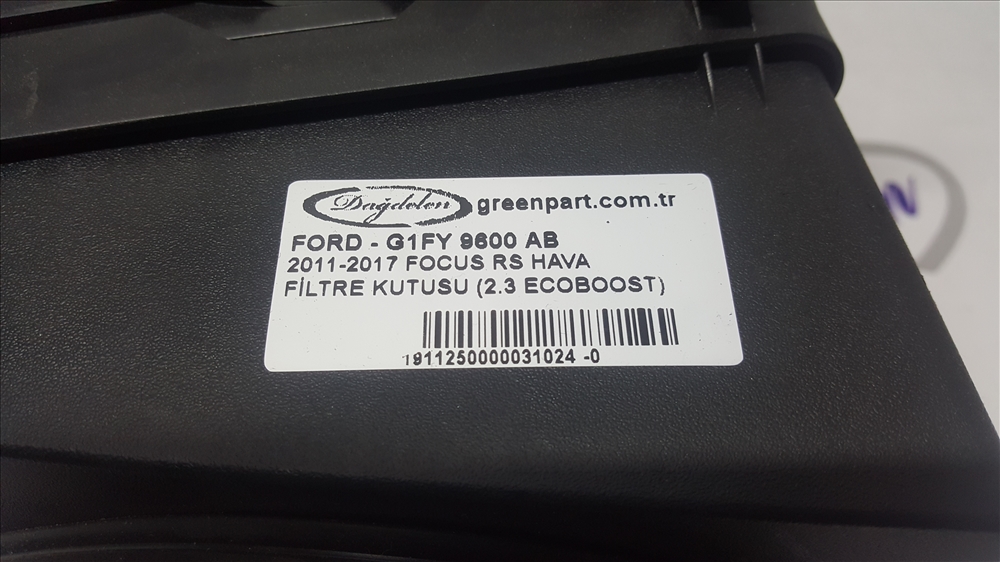 Dağdelen greenpart.com.tr
FORD - G1FY 9600 AB
2011-2017 FOCUS RS HAVA
FİLTRE KUTUSU (2.3 ECOBOOST)
1911250000031024 -0